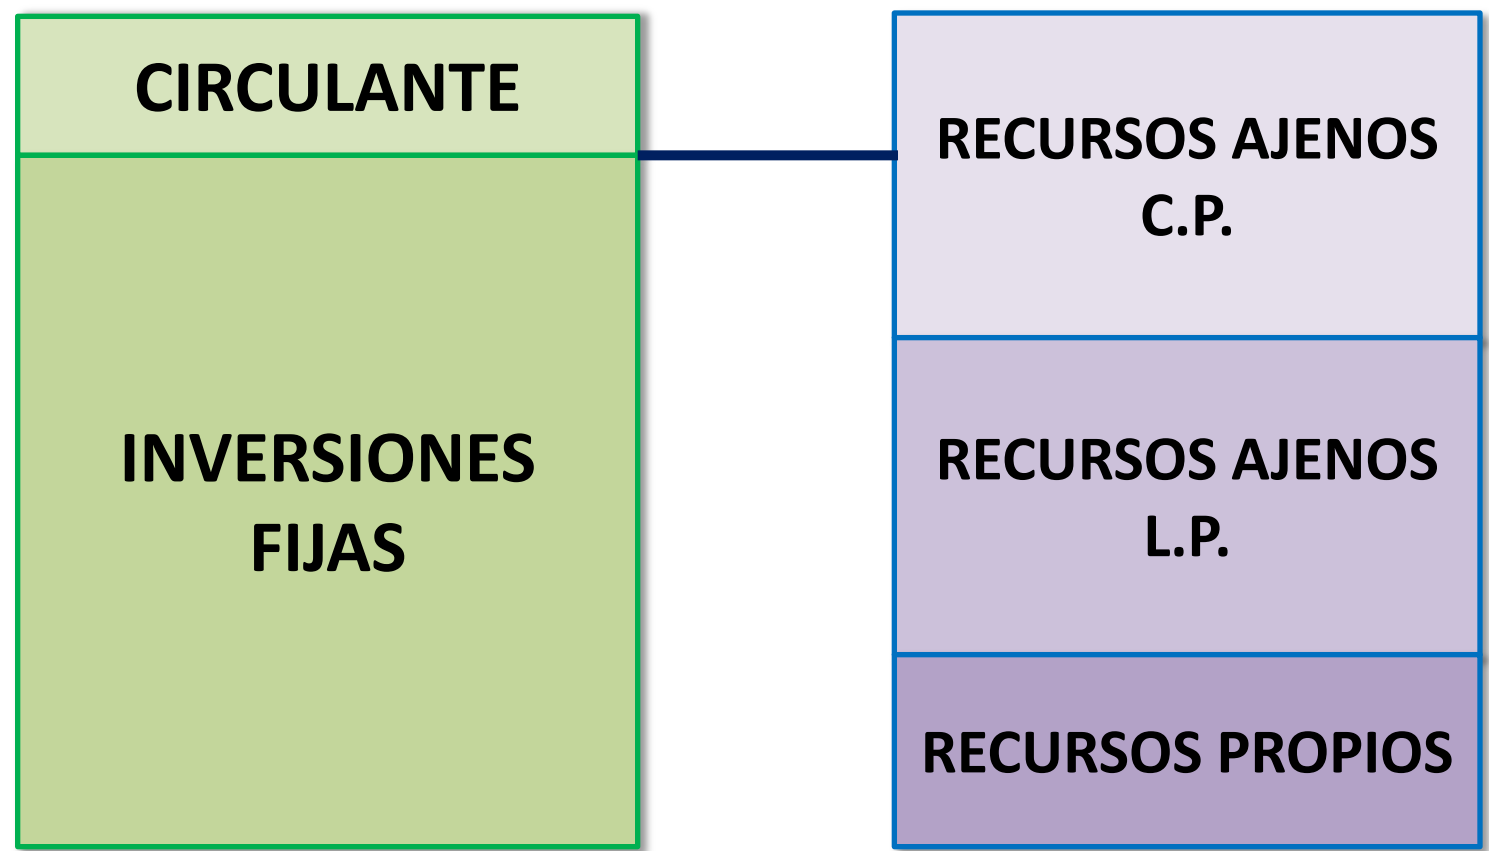 CIRCULANTE
INVERSIONES
FIJAS
RECURSOS AJENOS
C.P.
RECURSOS AJENOS
L.P.
RECURSOS PROPIOS